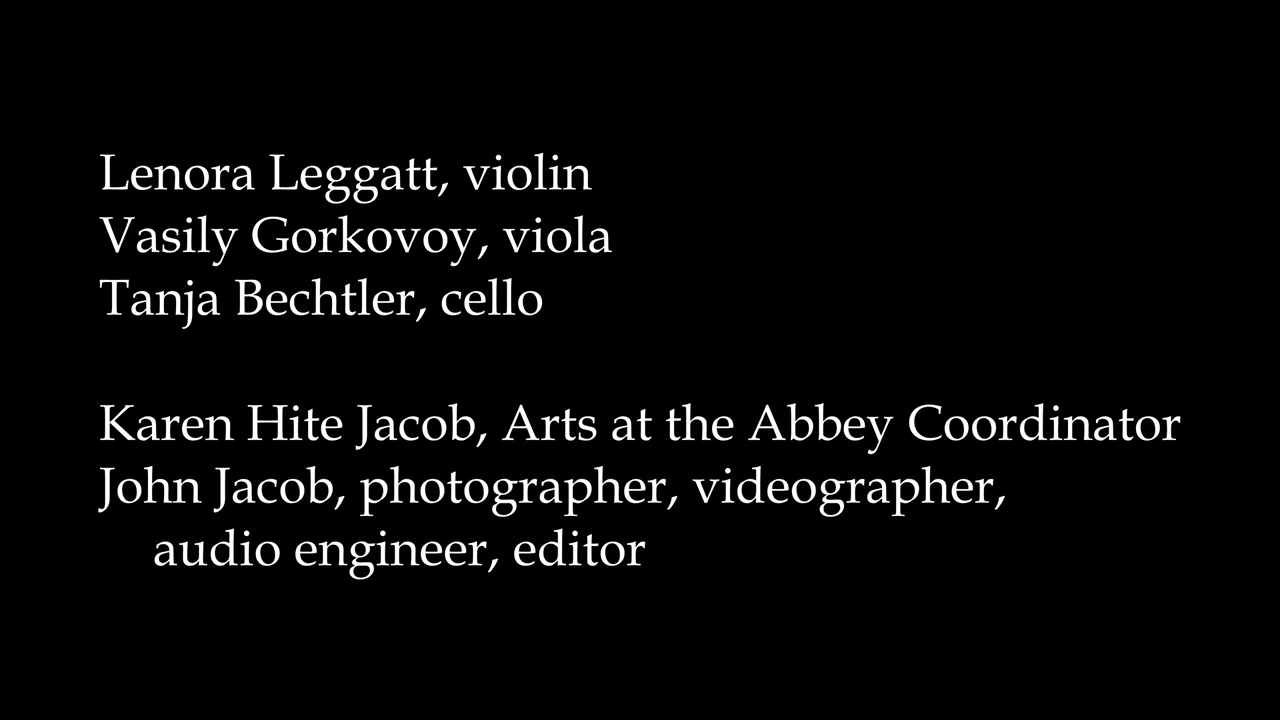 Lenora Leggatt, violin
Vasily Gorkovoy, viola
Tanja Bechtler, cello
Karen Hite Jacob, Arts at the Abbey Coordinator
John Jacob, photographer, videographer,
audio engineer, editor